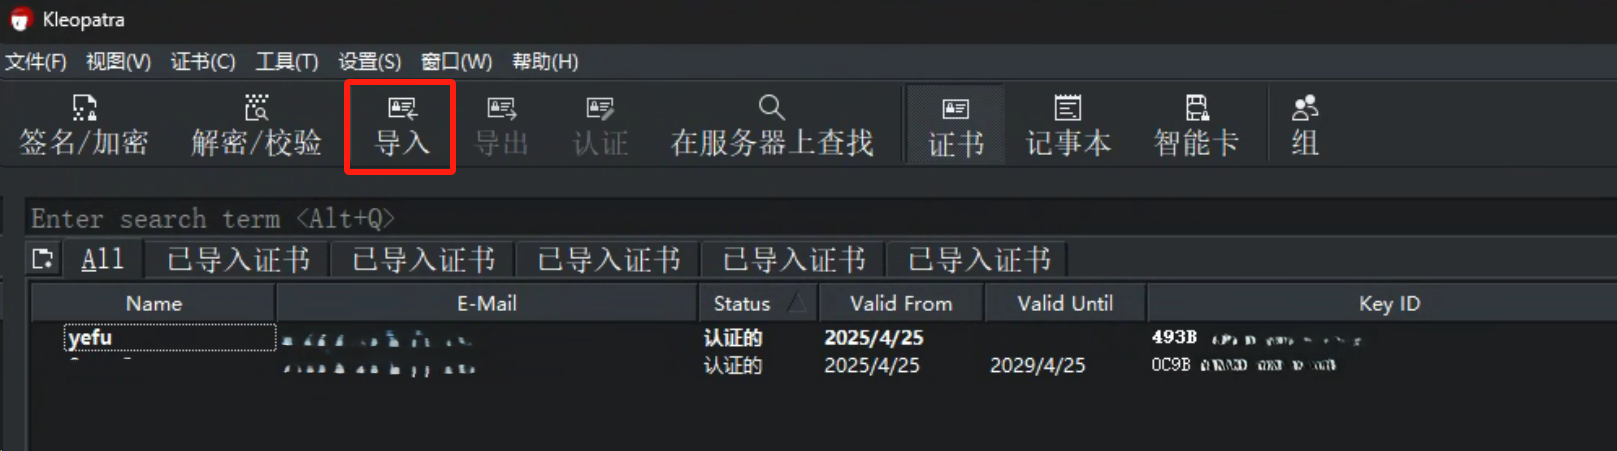 Kleopatra
文件(F) 视图(V) 证书(C) 工具(T) 设置(S) 窗口(W) 帮助(H)
签名/加密 解密/校验 导入 导出 认证 在服务器上查找 证书 记事本 智能卡 组
Enter search term <Alt+Q>
All 已导入证书 已导入证书 已导入证书 已导入证书 已导入证书
Name E-Mail Status Valid From Valid Until Key ID
yefu 认证的 2025/4/25 493B
认证的 2025/4/25 2029/4/25 0C9B